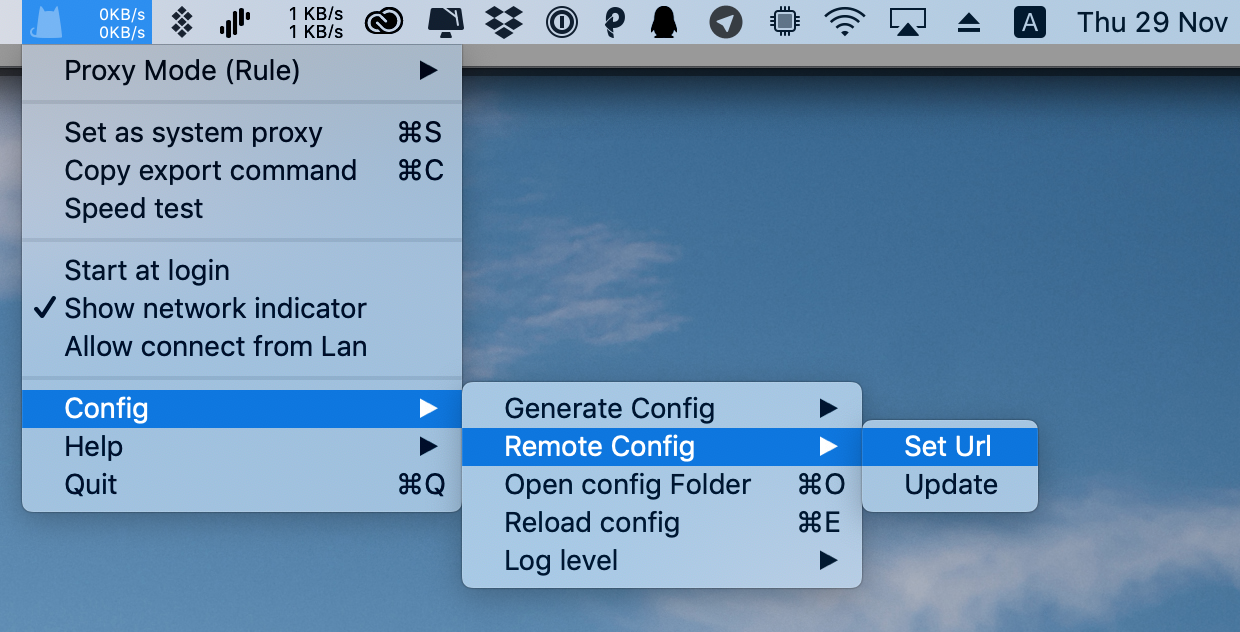 0KB/s
0KB/s
1 KB/s
1 KB/s
A
Thu 29 Nov
Proxy Mode (Rule)
Set as system proxy ⌘S
Copy export command ⌘C
Speed test
Start at login
Show network indicator
Allow connect from Lan
Config
Help
Quit ⌘Q
Generate Config
Remote Config
Open config Folder ⌘O
Reload config ⌘E
Log level
Set Url
Update